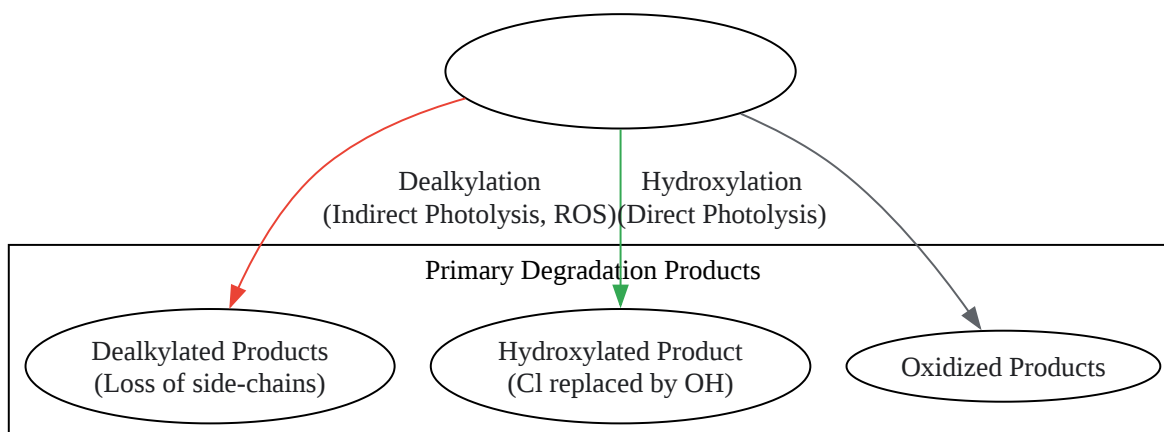 Dealkylation
(Indirect Photolysis, ROS)
Hydroxylation
(Direct Photolysis)
Primary Degradation Products
Dealkylated Products
(Loss of side-chains)
Hydroxylated Product
(Cl replaced by OH)
Oxidized Products